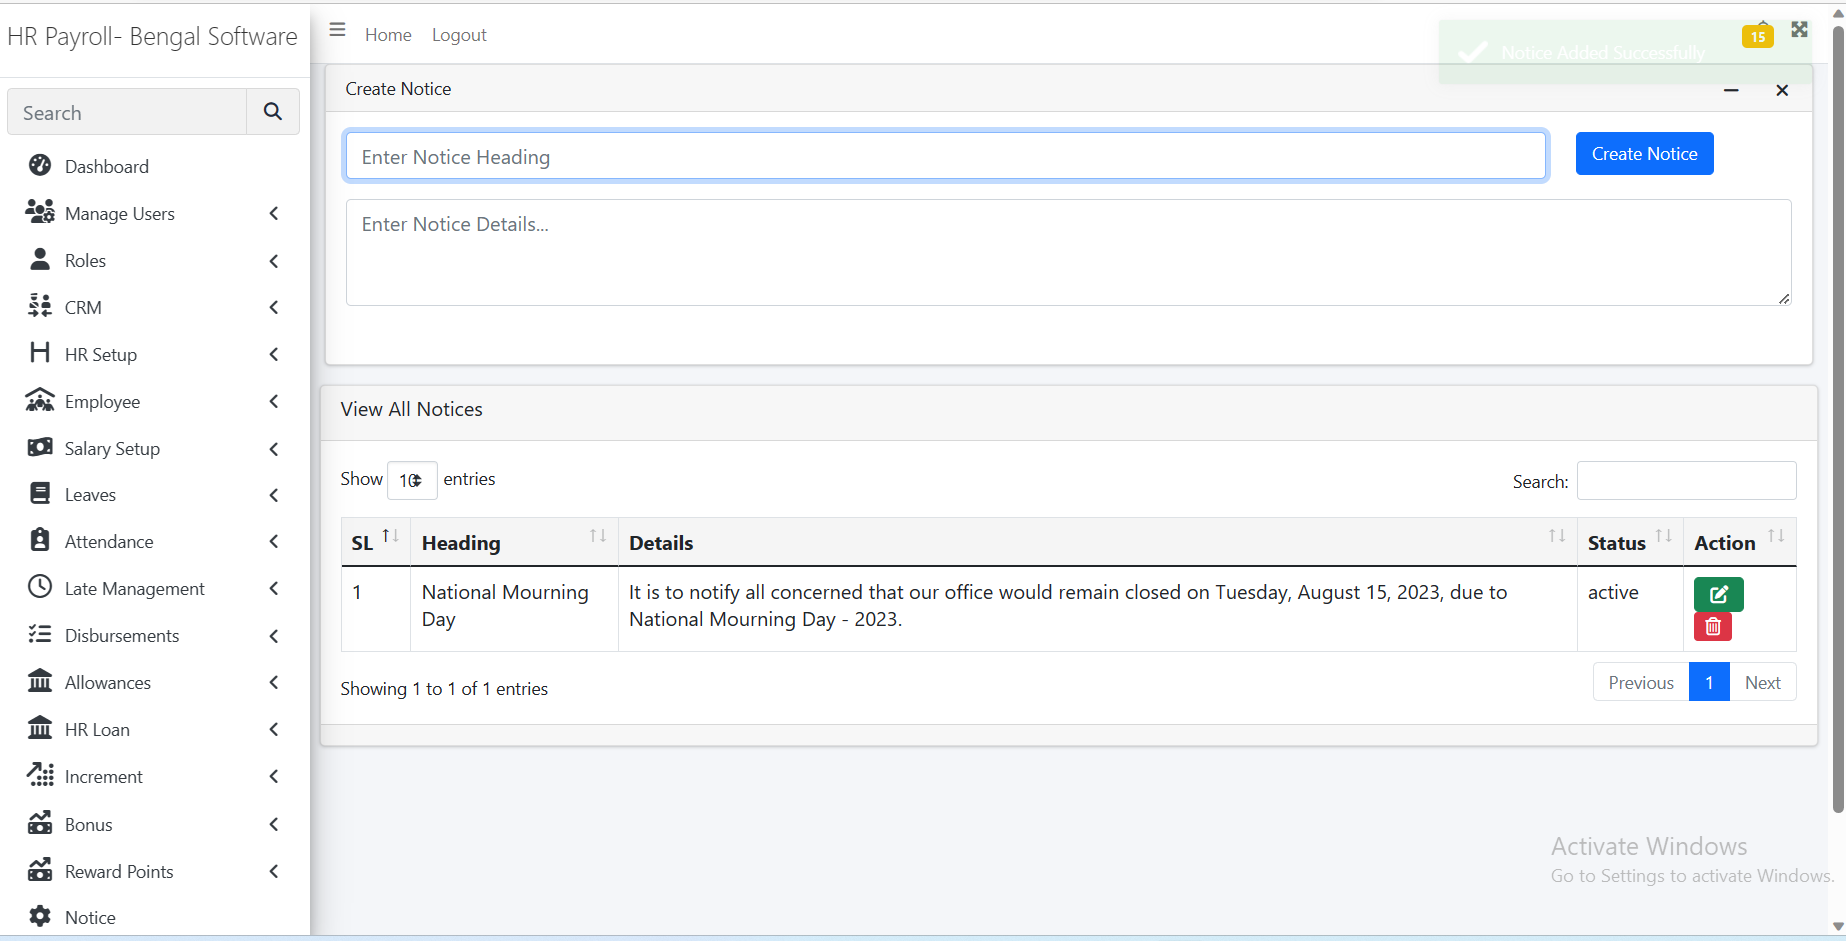 HR Payroll- Bengal Software
Home
Logout
15
Notice Added Successfully
Search
Dashboard
Manage Users
Roles
CRM
HR Setup
Employee
Salary Setup
Leaves
Attendance
Late Management
Disbursements
Allowances
HR Loan
Increment
Bonus
Reward Points
Notice
Create Notice
Enter Notice Heading
Create Notice
Enter Notice Details...
View All Notices
Show 10 entries
Search:
SL Heading Details Status Action
1 National Mourning It is to notify all concerned that our office would remain closed on Tuesday, August 15, 2023, due to active
Day National Mourning Day - 2023.
Showing 1 to 1 of 1 entries
Previous 1 Next
Activate Windows
Go to Settings to activate Windows.